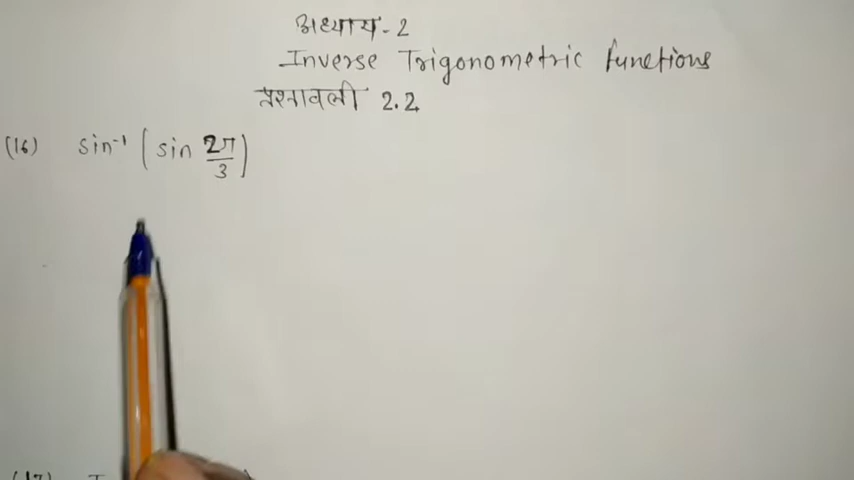 अध्याय-2
Inverse Trigonometric functions
प्रश्नावली 2.2
(16) sin⁻¹ (sin 2π/3)